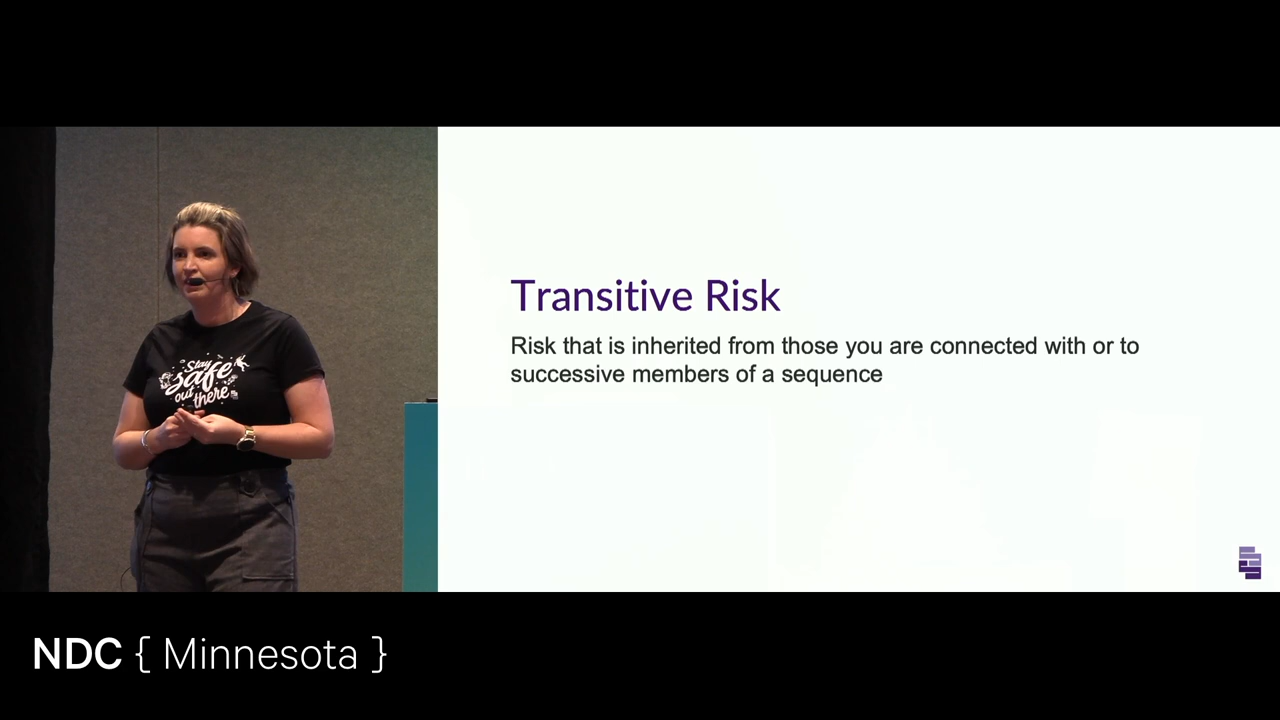 Stay
safe
out there
Transitive Risk
Risk that is inherited from those you are connected with or to
successive members of a sequence
NDC { Minnesota }